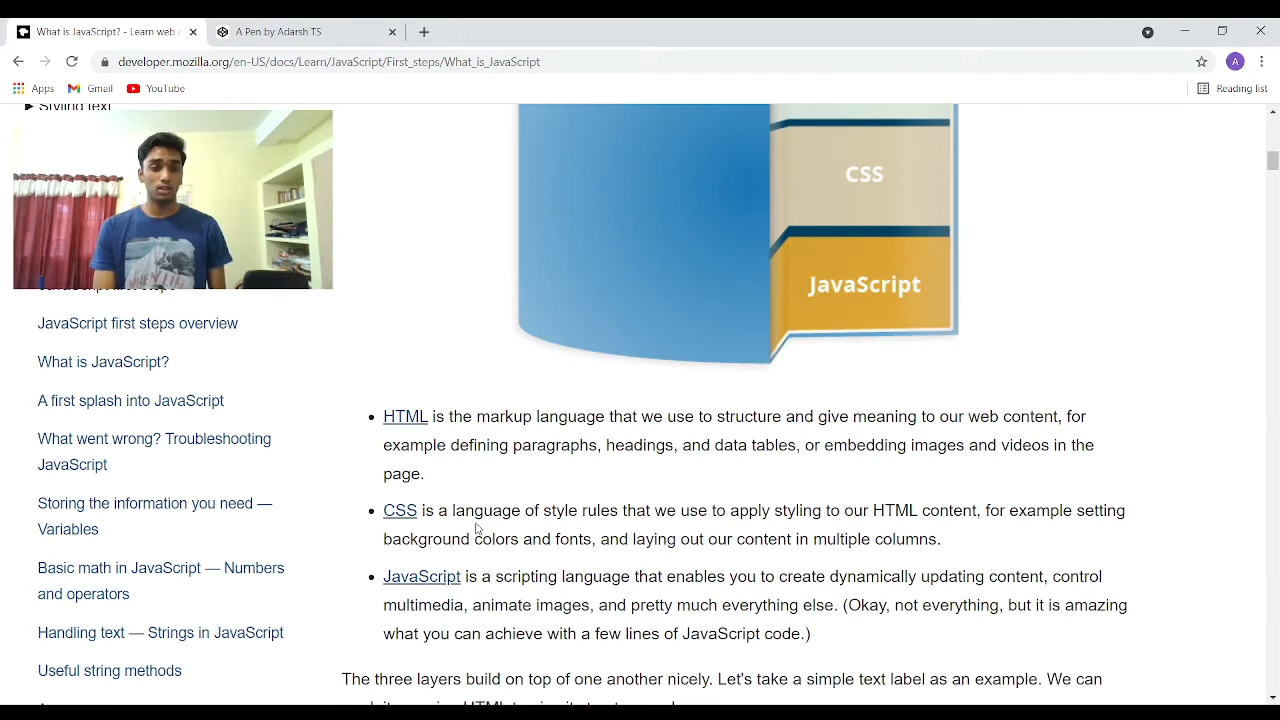 What is JavaScript? - Learn web
A Pen by Adarsh TS
developer.mozilla.org/en-US/docs/Learn/JavaScript/First_steps/What_is_JavaScript
A
Apps
Gmail
YouTube
Reading list
Styling text
JavaScript first steps
JavaScript first steps overview
What is JavaScript?
A first splash into JavaScript
What went wrong? Troubleshooting
JavaScript
Storing the information you need —
Variables
Basic math in JavaScript — Numbers
and operators
Handling text — Strings in JavaScript
Useful string methods
CSS
JavaScript
• HTML is the markup language that we use to structure and give meaning to our web content, for
example defining paragraphs, headings, and data tables, or embedding images and videos in the
page.
• CSS is a language of style rules that we use to apply styling to our HTML content, for example setting
background colors and fonts, and laying out our content in multiple columns.
• JavaScript is a scripting language that enables you to create dynamically updating content, control
multimedia, animate images, and pretty much everything else. (Okay, not everything, but it is amazing
what you can achieve with a few lines of JavaScript code.)
The three layers build on top of one another nicely. Let's take a simple text label as an example. We can